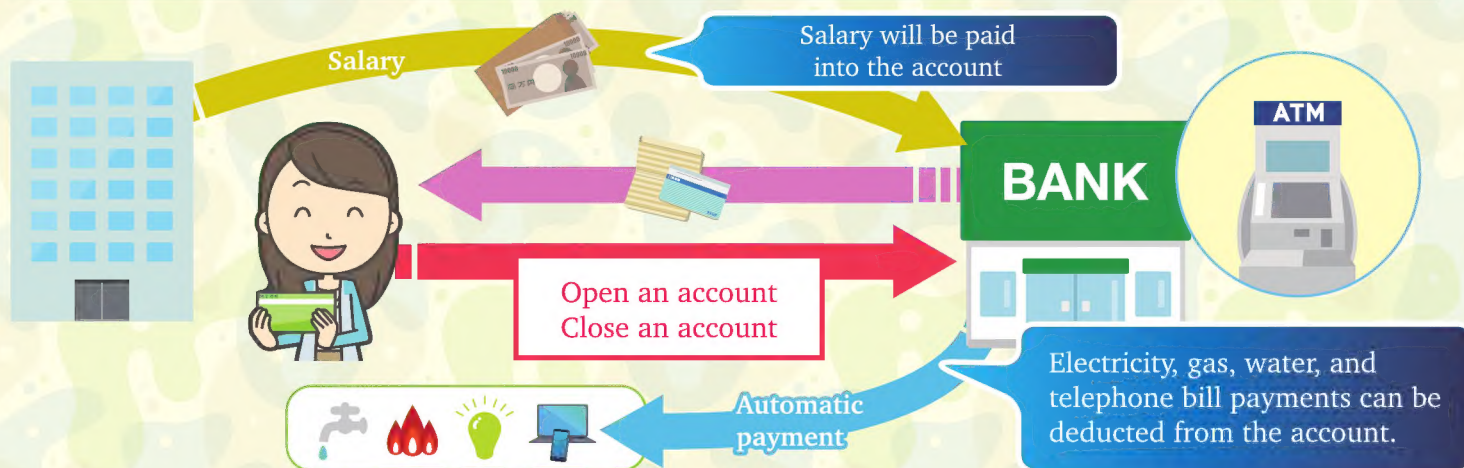 Salary
Salary will be paid
into the account
ATM
BANK
Open an account
Close an account
Automatic
payment
Electricity, gas, water, and
telephone bill payments can be
deducted from the account.